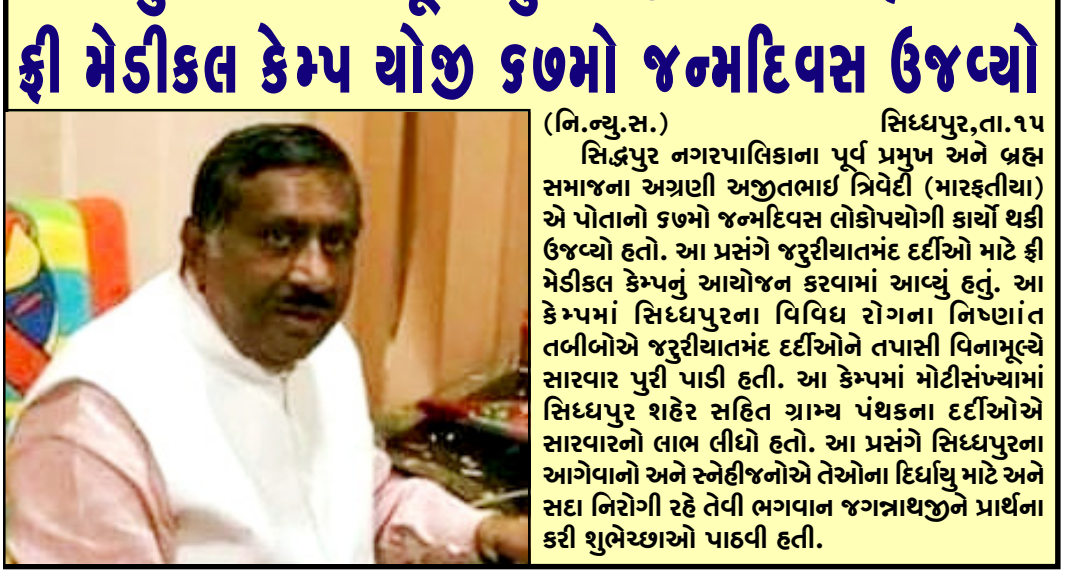 ફ્રી મેડીકલ કેમ્પ યોજી ૬૭મો જન્મદિવસ ઉજવ્યો
(નિ.ન્યુ.સ.) સિધ્ધપુર,તા.૧૫
સિદ્ધપુર નગરપાલિકાના પૂર્વ પ્રમુખ અને બ્રહ્મ
સમાજના અગ્રણી અજીતભાઈ ત્રિવેદી (મારફતીયા)
એ પોતાનો ૬૭મો જન્મદિવસ લોકોપયોગી કાર્યો થકી
ઉજવ્યો હતો. આ પ્રસંગે જરુરીયાતમંદ દર્દીઓ માટે ફ્રી
મેડીકલ કેમ્પનું આયોજન કરવામાં આવ્યું હતું. આ
કેમ્પમાં સિધ્ધપુરના વિવિધ રોગના નિષ્ણાંત
તબીબોએ જરુરીયાતમંદ દર્દીઓને તપાસી વિનામૂલ્યે
સારવાર પુરી પાડી હતી. આ કેમ્પમાં મોટીસંખ્યામાં
સિધ્ધપુર શહેર સહિત ગ્રામ્ય પંથકના દર્દીઓએ
સારવારનો લાભ લીધો હતો. આ પ્રસંગે સિધ્ધપુરના
આગેવાનો અને સ્નેહીજનોએ તેઓના દિર્ધાયુ માટે અને
સદા નિરોગી રહે તેવી ભગવાન જગન્નાથજીને પ્રાર્થના
કરી શુભેચ્છાઓ પાઠવી હતી.